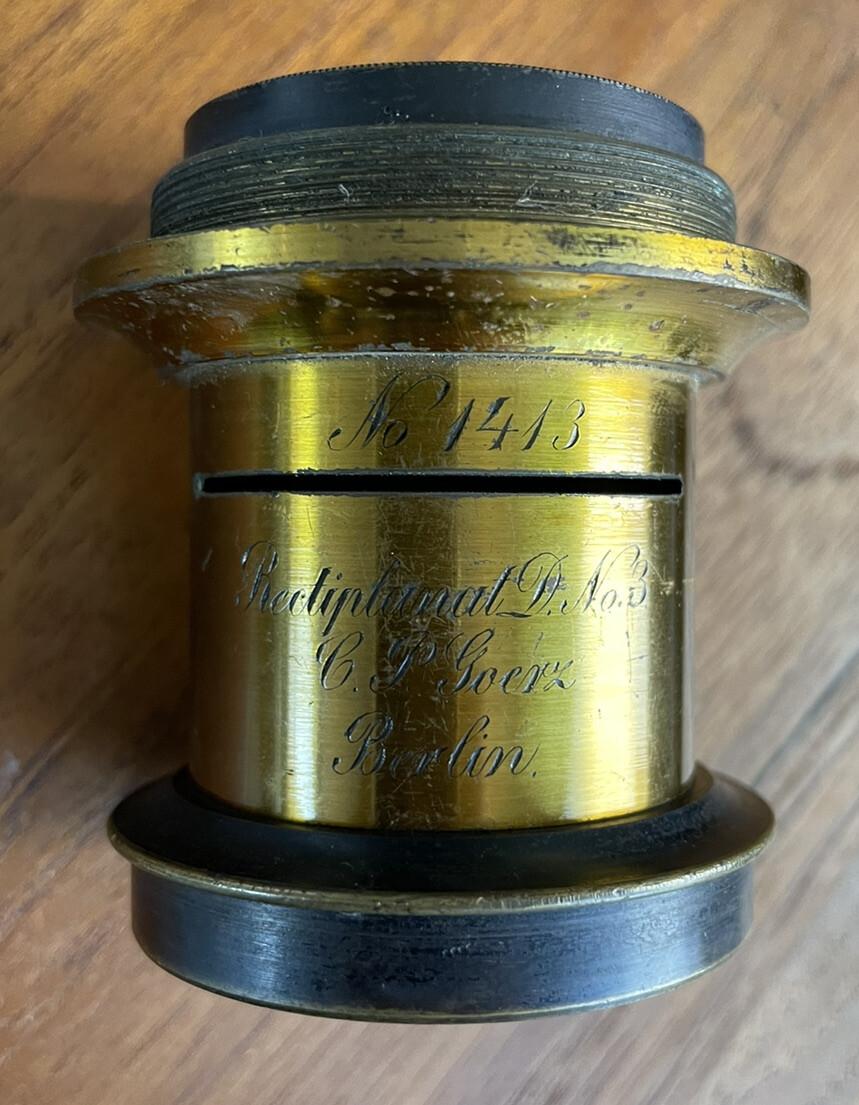 No 1413
Rectiplanat D. No. 3
C. P Goerz
Berlin.